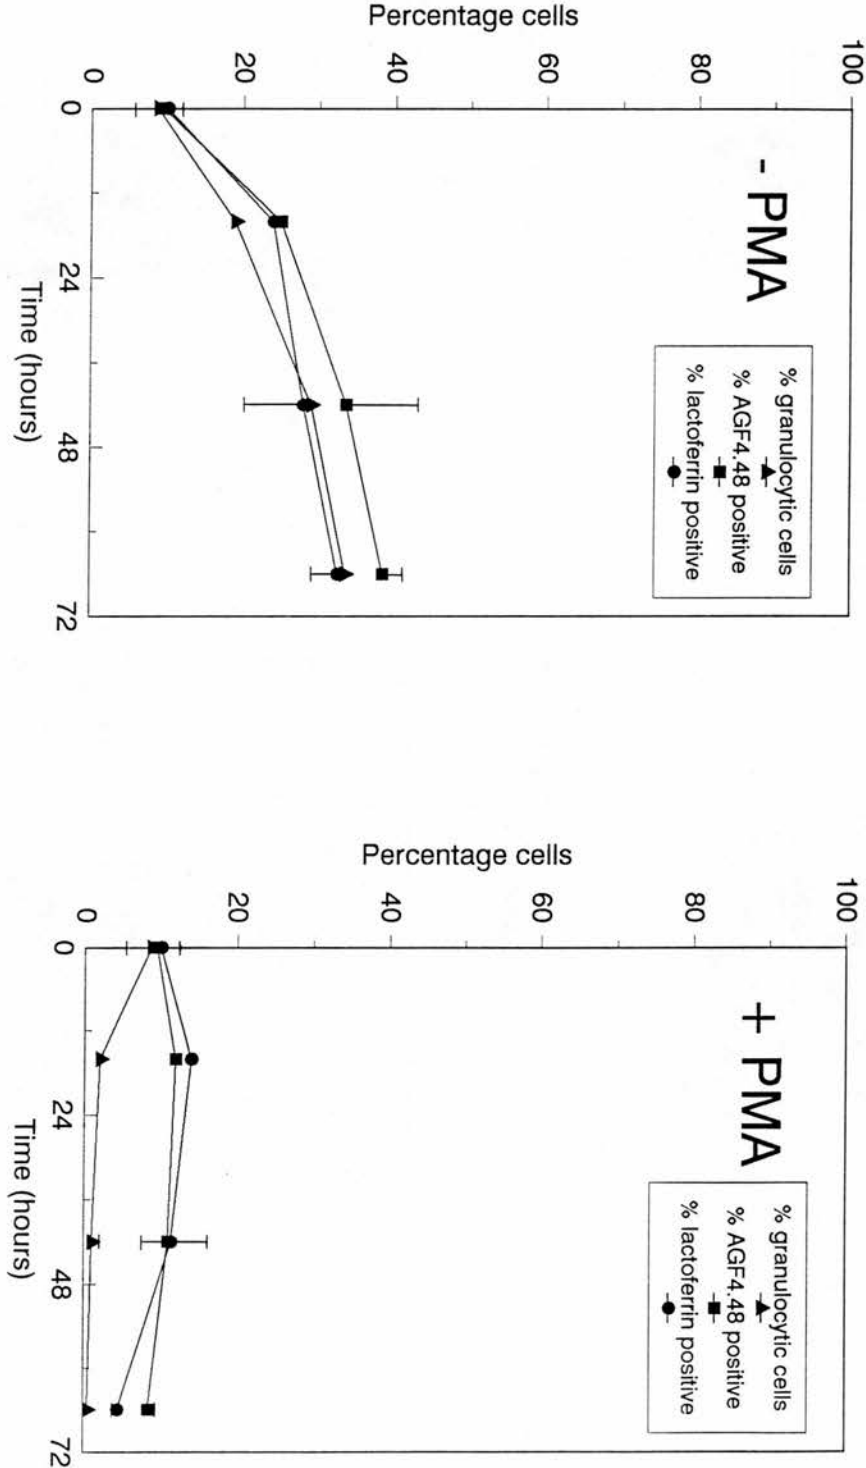 Percentage cells
100
80
60
40
20
0
0
24
48
72
Time (hours)
- PMA
% granulocytic cells
% AGF4.48 positive
% lactoferrin positive
Percentage cells
100
80
60
40
20
0
0
24
48
72
Time (hours)
+ PMA
% granulocytic cells
% AGF4.48 positive
% lactoferrin positive